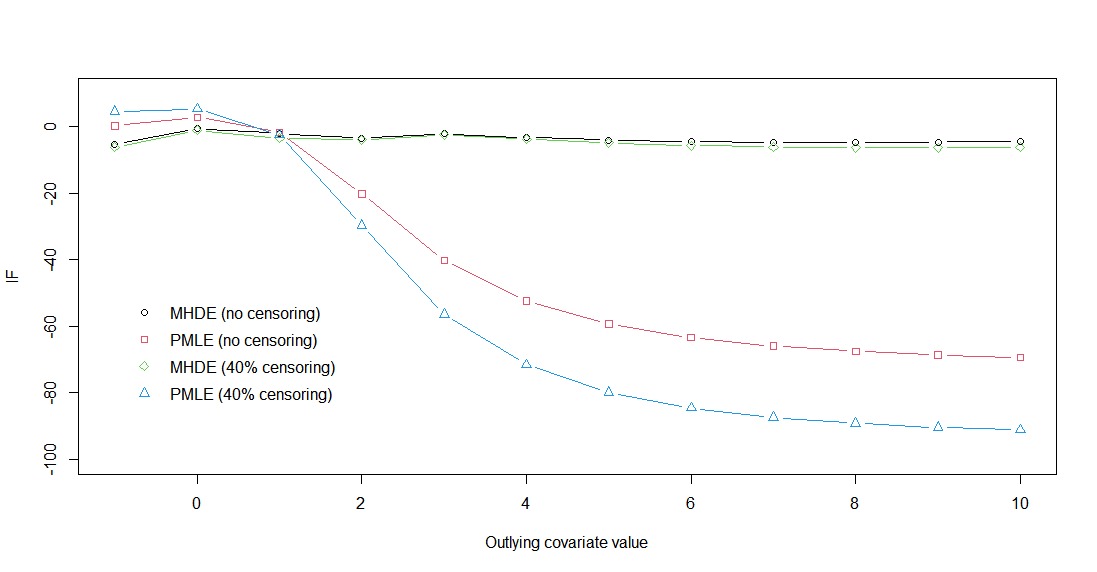 IF
0
-20
-40
-60
-80
-100
MHDE (no censoring)
PMLE (no censoring)
MHDE (40% censoring)
PMLE (40% censoring)
0 2 4 6 8 10
Outlying covariate value